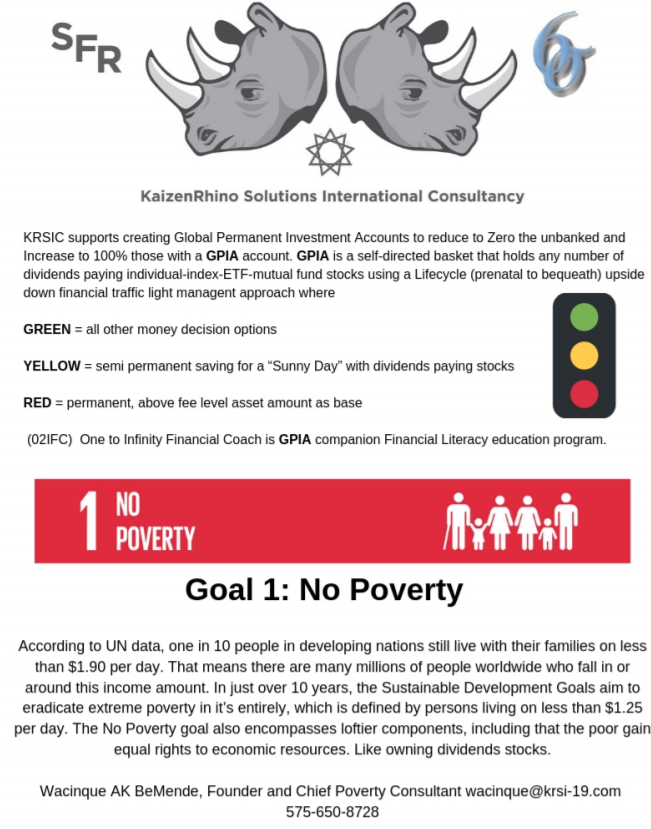 SFR
KaizenRhino Solutions International Consultancy
KRSIC supports creating Global Permanent Investment Accounts to reduce to Zero the unbanked and
Increase to 100% those with a GPIA account. GPIA is a self-directed basket that holds any number of
dividends paying individual-index-ETF-mutual fund stocks using a Lifecycle (prenatal to bequeath) upside
down financial traffic light managent approach where
GREEN = all other money decision options
YELLOW = semi permanent saving for a “Sunny Day” with dividends paying stocks
RED = permanent, above fee level asset amount as base
(02IFC) One to Infinity Financial Coach is GPIA companion Financial Literacy education program.
1 NO
POVERTY
Goal 1: No Poverty
According to UN data, one in 10 people in developing nations still live with their families on less
than $1.90 per day. That means there are many millions of people worldwide who fall in or
around this income amount. In just over 10 years, the Sustainable Development Goals aim to
eradicate extreme poverty in it’s entirely, which is defined by persons living on less than $1.25
per day. The No Poverty goal also encompasses loftier components, including that the poor gain
equal rights to economic resources. Like owning dividends stocks.
Wacinque AK BeMende, Founder and Chief Poverty Consultant wacinque@krsi-19.com
575-650-8728